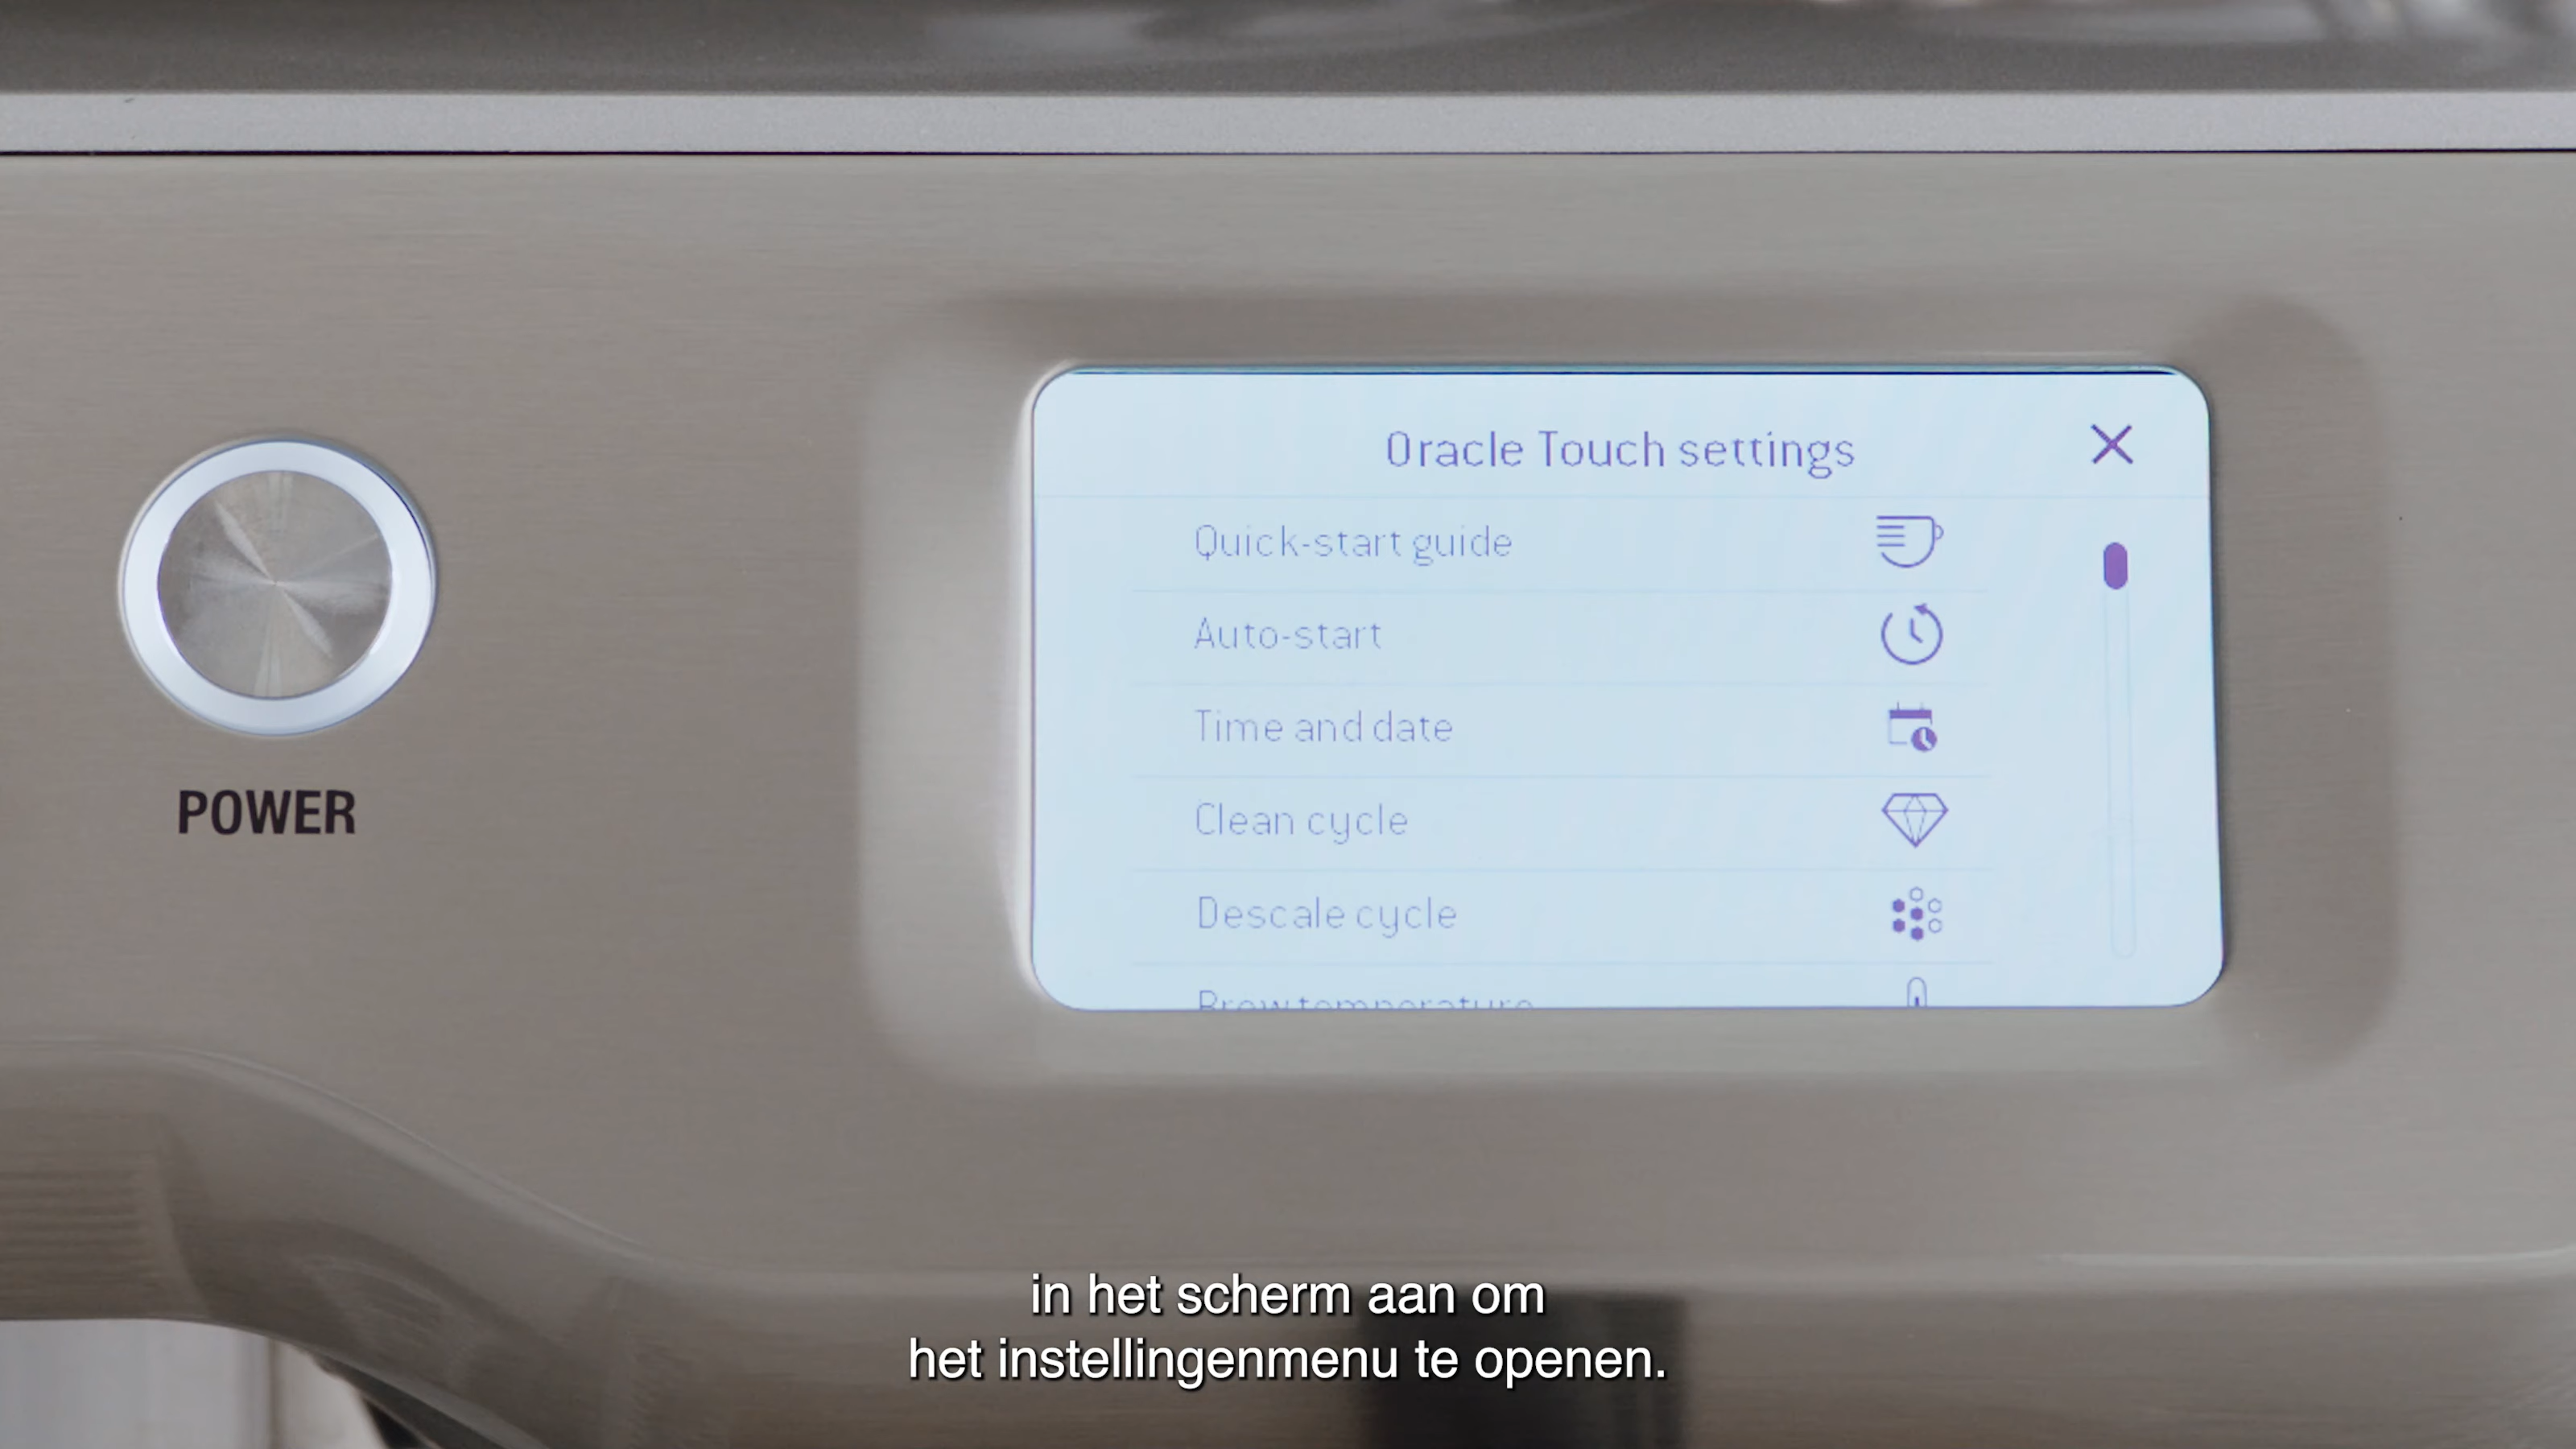 Oracle Touch settings
Quick-start guide
Auto-start
Time and date
Clean cycle
Descale cycle
Brew temperature
POWER
in het scherm aan om
het instellingenmenu te openen.